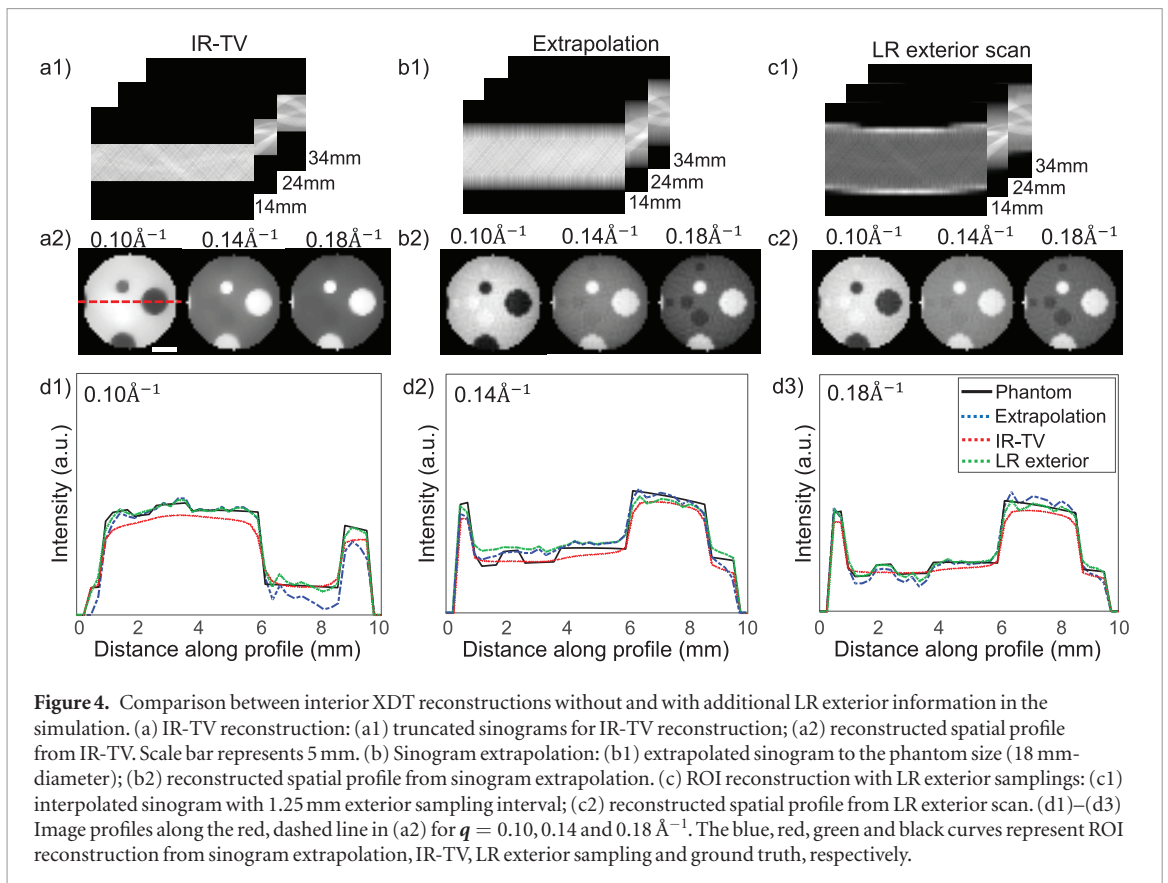 IR-TV
Extrapolation
LR exterior scan
a1)
b1)
c1)
34mm
24mm
14mm
34mm
24mm
14mm
34mm
24mm
14mm
a2)
0.10Å⁻¹ 0.14Å⁻¹ 0.18Å⁻¹
b2)
0.10Å⁻¹ 0.14Å⁻¹ 0.18Å⁻¹
c2)
0.10Å⁻¹ 0.14Å⁻¹ 0.18Å⁻¹
d1)
0.10Å⁻¹
Intensity (a.u.)
0 2 4 6 8 10
Distance along profile (mm)
d2)
0.14Å⁻¹
Intensity (a.u.)
0 2 4 6 8 10
Distance along profile (mm)
d3)
0.18Å⁻¹
Phantom
Extrapolation
IR-TV
LR exterior
Intensity (a.u.)
0 2 4 6 8 10
Distance along profile (mm)
Figure 4. Comparison between interior XDT reconstructions without and with additional LR exterior information in the
simulation. (a) IR-TV reconstruction: (a1) truncated sinograms for IR-TV reconstruction; (a2) reconstructed spatial profile
from IR-TV. Scale bar represents 5 mm. (b) Sinogram extrapolation: (b1) extrapolated sinogram to the phantom size (18 mm-
diameter); (b2) reconstructed spatial profile from sinogram extrapolation. (c) ROI reconstruction with LR exterior samplings: (c1)
interpolated sinogram with 1.25 mm exterior sampling interval; (c2) reconstructed spatial profile from LR exterior scan. (d1)–(d3)
Image profiles along the red, dashed line in (a2) for q = 0.10, 0.14 and 0.18 Å⁻¹. The blue, red, green and black curves represent ROI
reconstruction from sinogram extrapolation, IR-TV, LR exterior sampling and ground truth, respectively.